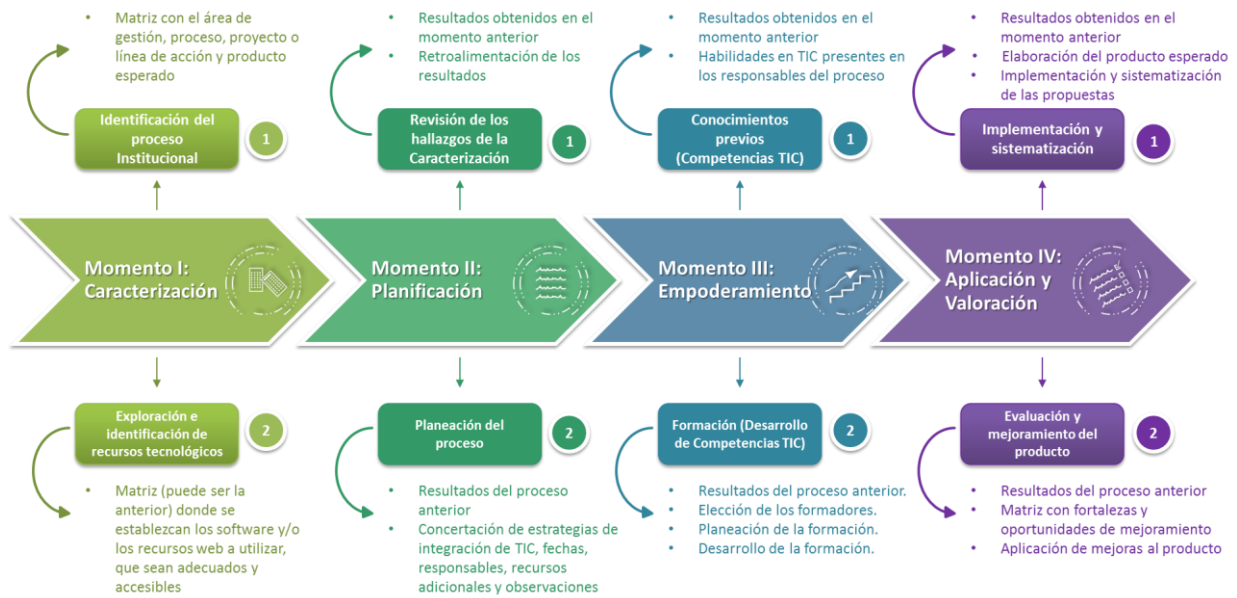 • Matriz con el área de
gestión, proceso, proyecto o
línea de acción y producto
esperado
Identificación del
proceso
Institucional
1
• Resultados obtenidos en el
momento anterior
• Retroalimentación de los
resultados
Revisión de los
hallazgos de la
Caracterización
1
• Resultados obtenidos en el
momento anterior
• Habilidades en TIC presentes en
los responsables del proceso
Conocimientos
previos
(Competencias TIC)
1
• Resultados obtenidos en el
momento anterior
• Elaboración del producto esperado
• Implementación y sistematización
de las propuestas
Implementación y
sistematización
1
Momento I:
Caracterización
Momento II:
Planificación
Momento III:
Empoderamiento
Momento IV:
Aplicación y
Valoración
Exploración e
identificación de
recursos tecnológicos
2
• Matriz (puede ser la
anterior) donde se
establezcan los software y/o
los recursos web a utilizar,
que sean adecuados y
accesibles
Planeación del
proceso
2
• Resultados del proceso
anterior
• Concertación de estrategias de
integración de TIC, fechas,
responsables, recursos
adicionales y observaciones
Formación (Desarrollo
de Competencias TIC)
2
• Resultados del proceso anterior.
• Elección de los formadores.
• Planeación de la formación.
• Desarrollo de la formación.
Evaluación y
mejoramiento del
producto
2
• Resultados del proceso anterior
• Matriz con fortalezas y
oportunidades de mejoramiento
• Aplicación de mejoras al producto